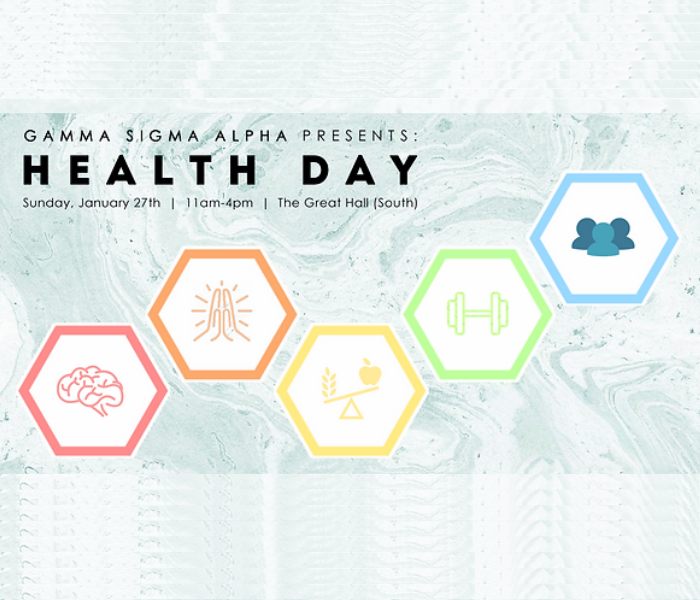 GAMMA SIGMA ALPHA PRESENTS:
HEALTH DAY
Sunday, January 27th | 11am-4pm | The Great Hall (South)